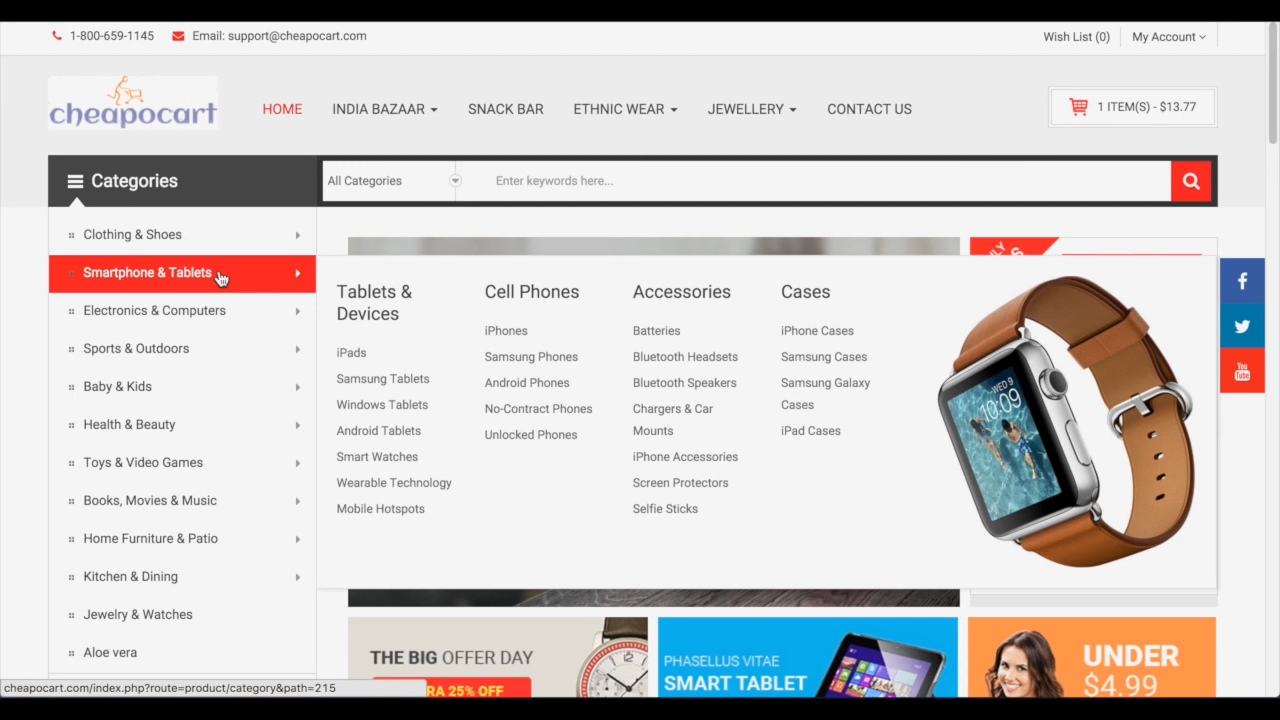 1-800-659-1145
Email: support@cheapocart.com
Wish List (0)
My Account
cheapocart
HOME
INDIA BAZAAR
SNACK BAR
ETHNIC WEAR
JEWELLERY
CONTACT US
1 ITEM(S) - $13.77
Categories
All Categories
Enter keywords here...
Clothing & Shoes
Smartphone & Tablets
Electronics & Computers
Sports & Outdoors
Baby & Kids
Health & Beauty
Toys & Video Games
Books, Movies & Music
Home Furniture & Patio
Kitchen & Dining
Jewelry & Watches
Aloe vera
Tablets &
Devices
iPads
Samsung Tablets
Windows Tablets
Android Tablets
Smart Watches
Wearable Technology
Mobile Hotspots
Cell Phones
iPhones
Samsung Phones
Android Phones
No-Contract Phones
Unlocked Phones
Accessories
Batteries
Bluetooth Headsets
Bluetooth Speakers
Chargers & Car
Mounts
iPhone Accessories
Screen Protectors
Selfie Sticks
Cases
iPhone Cases
Samsung Cases
Samsung Galaxy
Cases
iPad Cases
WED 9
10:09
You
Tube
THE BIG OFFER DAY
RA 25% OFF
PHASELLUS VITAE
SMART TABLET
UNDER
$4.99
cheapocart.com/index.php?route=product/category&path=215